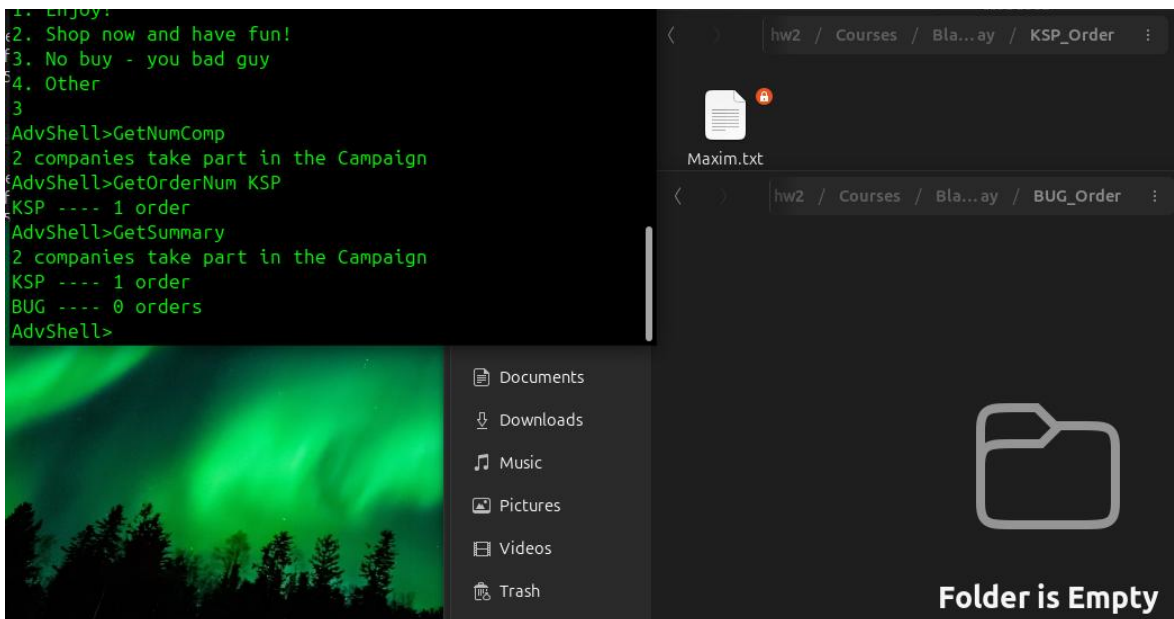 1. Enjoy!
2. Shop now and have fun!
3. No buy - you bad guy
4. Other
3
AdvShell>GetNumComp
2 companies take part in the Campaign
AdvShell>GetOrderNum KSP
KSP ---- 1 order
AdvShell>GetSummary
2 companies take part in the Campaign
KSP ---- 1 order
BUG ---- 0 orders
AdvShell>
hw2 / Courses / Bla...ay / KSP_Order
Maxim.txt
hw2 / Courses / Bla...ay / BUG_Order
Documents
Downloads
Music
Pictures
Videos
Trash
Folder is Empty